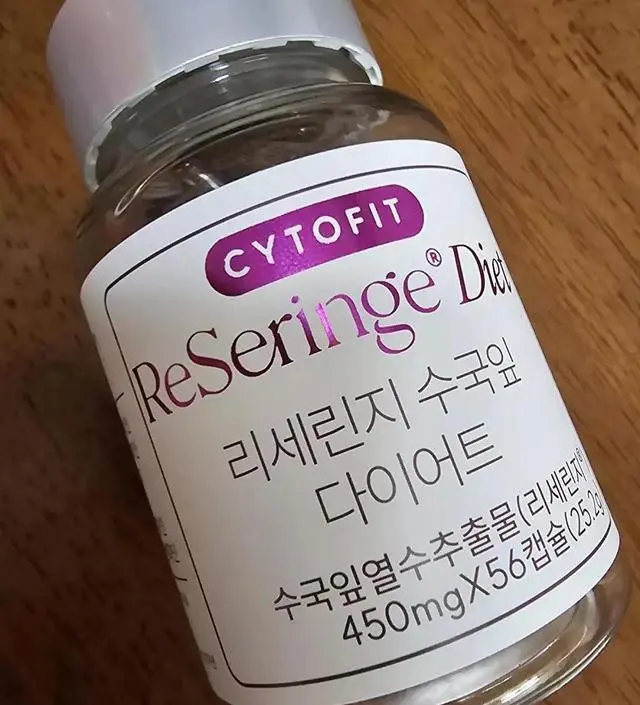 CYTOFIT
ReSeringe® Diet
리세린지 수국잎
다이어트
수국잎열수추출물(리세린지®)
450mgX56캡슐(25.2g